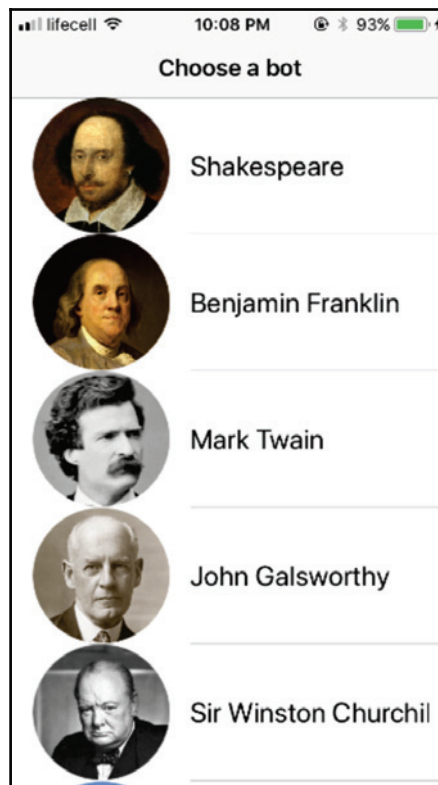 lifecell 10:08 PM 93%
Choose a bot
Shakespeare
Benjamin Franklin
Mark Twain
John Galsworthy
Sir Winston Churchil